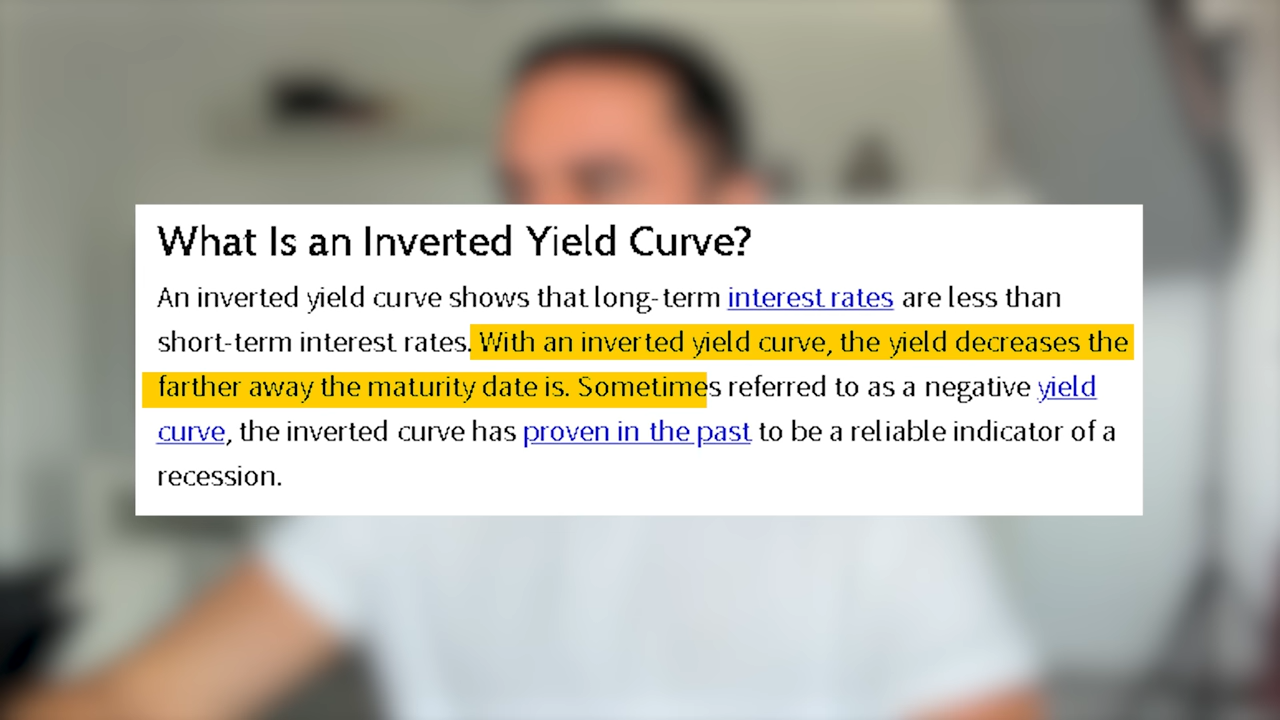 What Is an Inverted Yield Curve?
An inverted yield curve shows that long-term interest rates are less than
short-term interest rates. With an inverted yield curve, the yield decreases the
farther away the maturity date is. Sometimes referred to as a negative yield
curve, the inverted curve has proven in the past to be a reliable indicator of a
recession.